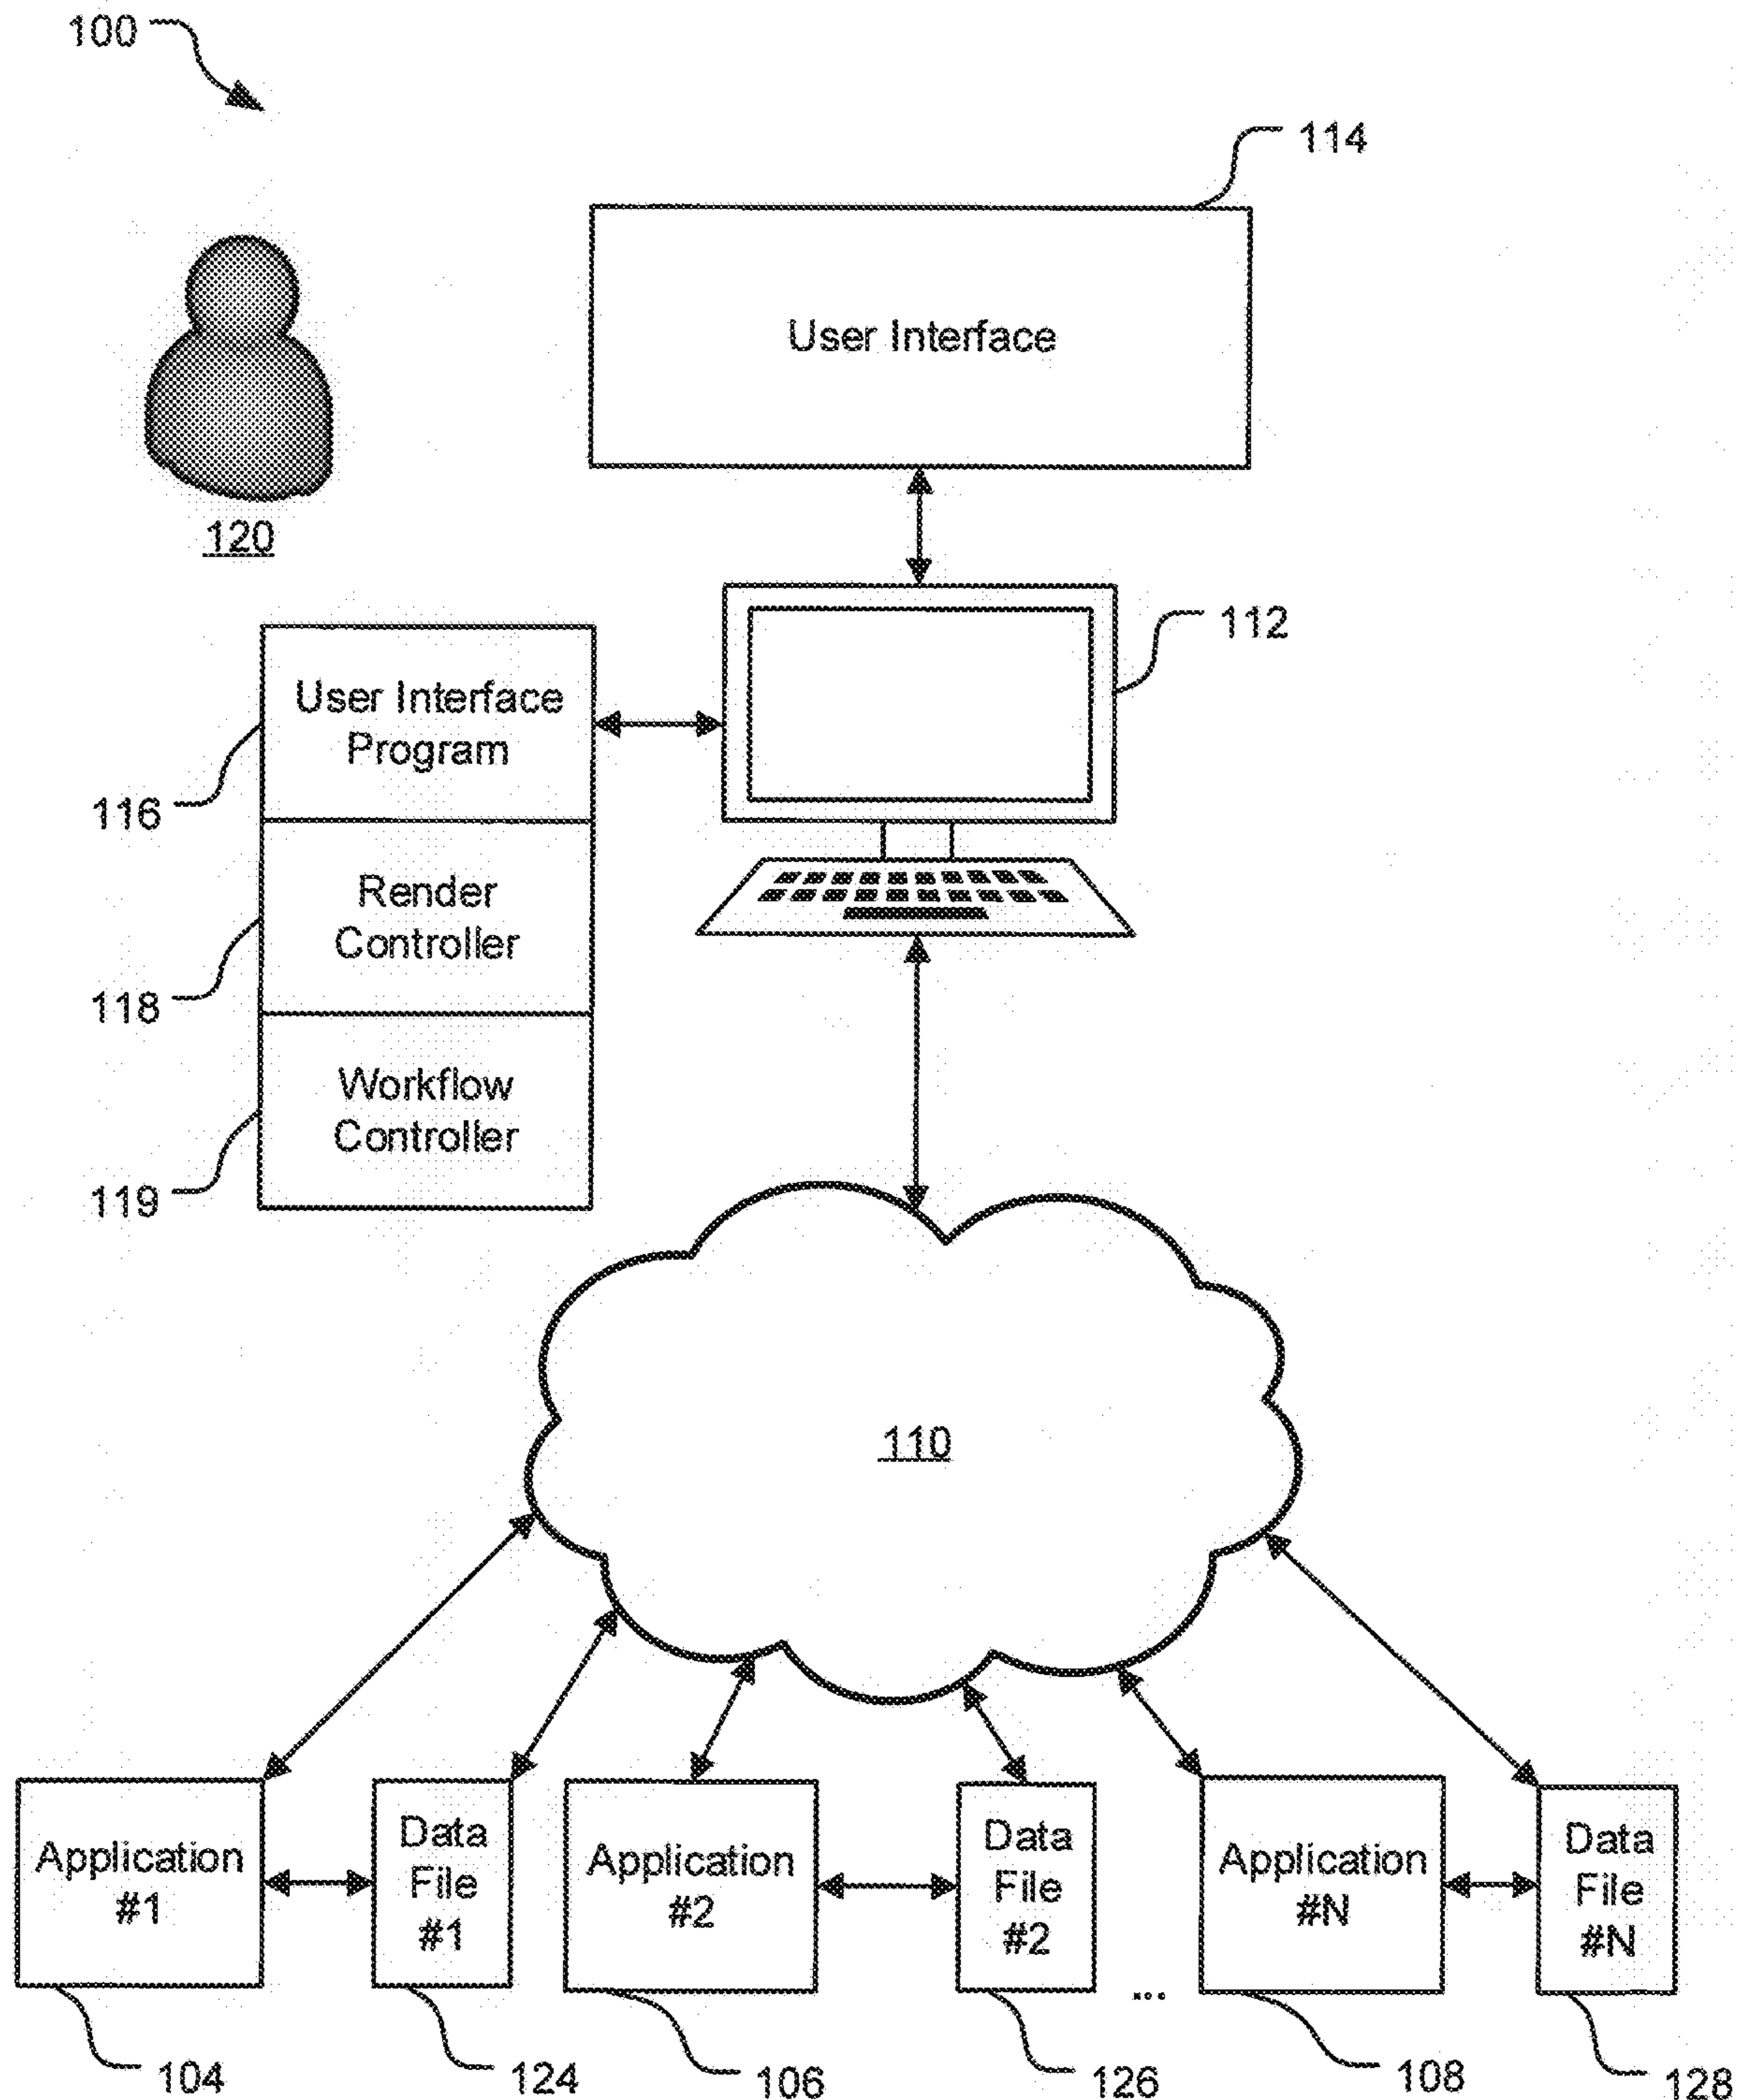 100
114
User Interface
120
112
User Interface
Program
116
Render
Controller
118
Workflow
Controller
119
110
Application
#1
Data
File
#1
Application
#2
Data
File
#2
...
Application
#N
Data
File
#N
104
124
106
126
108
128